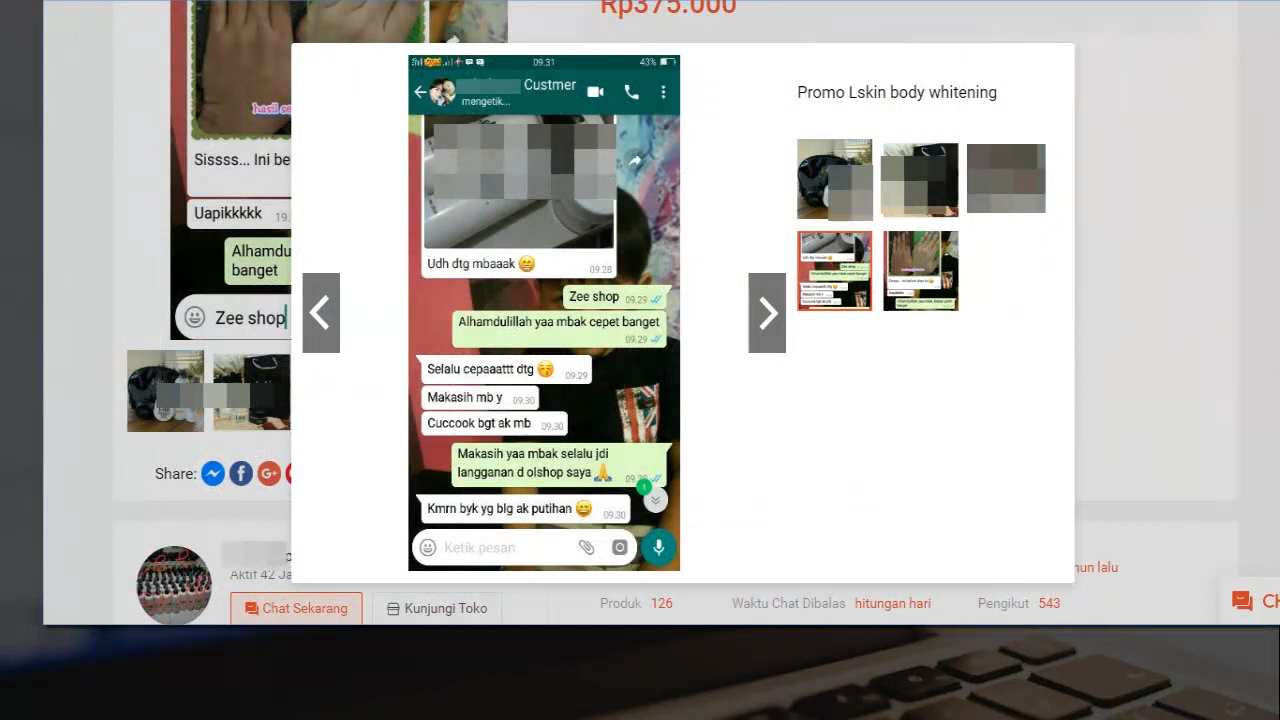 Rp375.000
hasil
Sissss... Ini be
Uapikkkkk
19.
Alhamdu
banget
Zee shop
Share:
Aktif 42 Ja
Chat Sekarang
Kunjungi Toko
Produk 126
Waktu Chat Dibalas hitungan hari
Pengikut 543
hun lalu
09.31
43%
Custmer
mengetik...
Udh dtg mbaaak
09.28
Zee shop 09.29
Alhamdulillah yaa mbak cepet banget
09.29
Selalu cepaaattt dtg 09.29
Makasih mb y 09.30
Cuccook bgt ak mb 09.30
Makasih yaa mbak selalu jdi
langganan d olshop saya
Kmrn byk yg blg ak putihan 09.30
Ketik pesan
Promo Lskin body whitening